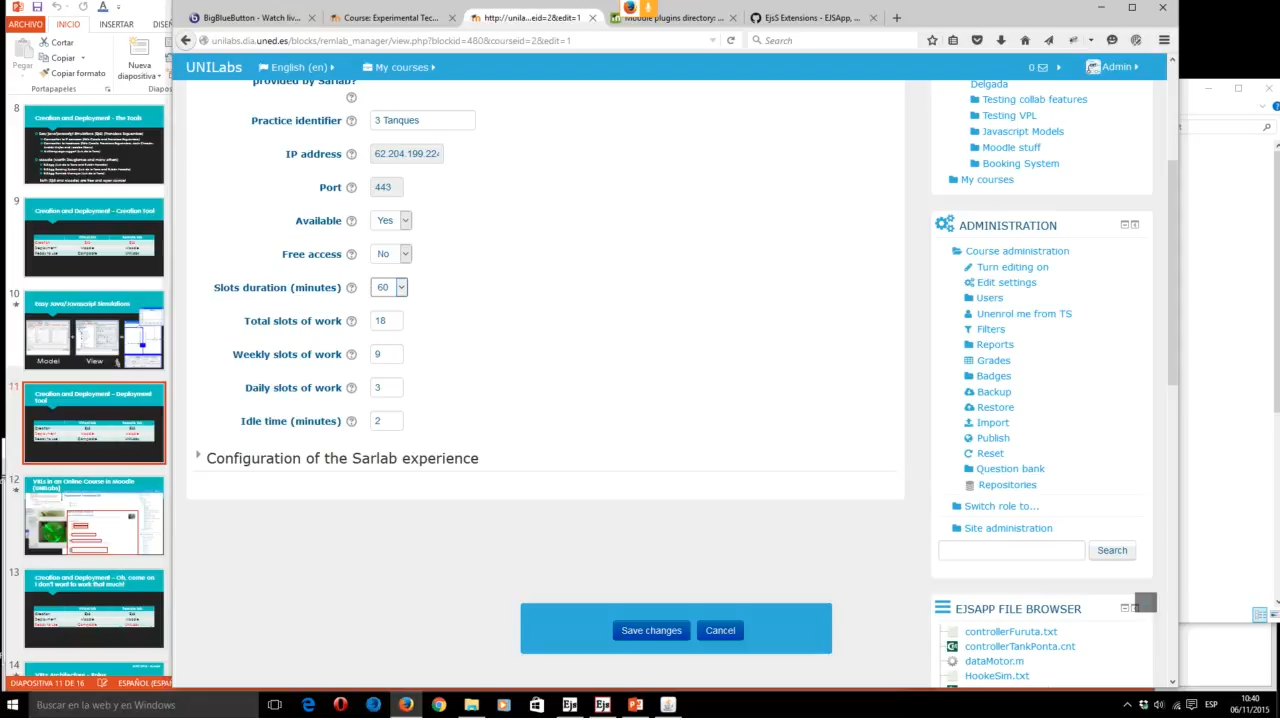 BigBlueButton - Watch liv...
Course: Experimental Tec...
http://unila...eid=2&edit=1
Moodle plugins directory: ...
EjsS Extensions - EJSApp, ...
ARCHIVO
INICIO
INSERTAR
unilabs.dia.uned.es/blocks/remlab_manager/view.php?blockid=480&courseid=2&edit=1
Search
Pegar
Cortar
Copiar
Copiar formato
Portapapeles
Nueva
diapositiva
UNILabs
English (en)
My courses
0
Admin
provided by Sarlab?
Practice identifier
3 Tanques
IP address
62.204.199.224
Port
443
Available
Yes
Free access
No
Slots duration (minutes)
60
Total slots of work
18
Weekly slots of work
9
Daily slots of work
3
Idle time (minutes)
2
Configuration of the Sarlab experience
Save changes
Cancel
Delgada
Testing collab features
Testing VPL
Javascript Models
Moodle stuff
Booking System
My courses
ADMINISTRATION
Course administration
Turn editing on
Edit settings
Users
Unenrol me from TS
Filters
Reports
Grades
Badges
Backup
Restore
Import
Publish
Reset
Question bank
Repositories
Switch role to...
Site administration
Search
EJSAPP FILE BROWSER
controllerFuruta.txt
controllerTankPonta.cnt
dataMotor.m
HookeSim.txt
8
Creation and Deployment - The Tools
9
Creation and Deployment - Creation Tool
10
Easy Java/Javascript Simulations
Model
View
11
Creation and Deployment - Deployment
Tool
12
VRLs in an Online Course in Moodle
(UNILabs)
13
Creation and Deployment - Oh, come on
I don't want to work that much!
14
DIAPOSITIVA 11 DE 16
ESPAÑOL (ESPAÑ
Buscar en la web y en Windows
ESP
10:40
06/11/2015